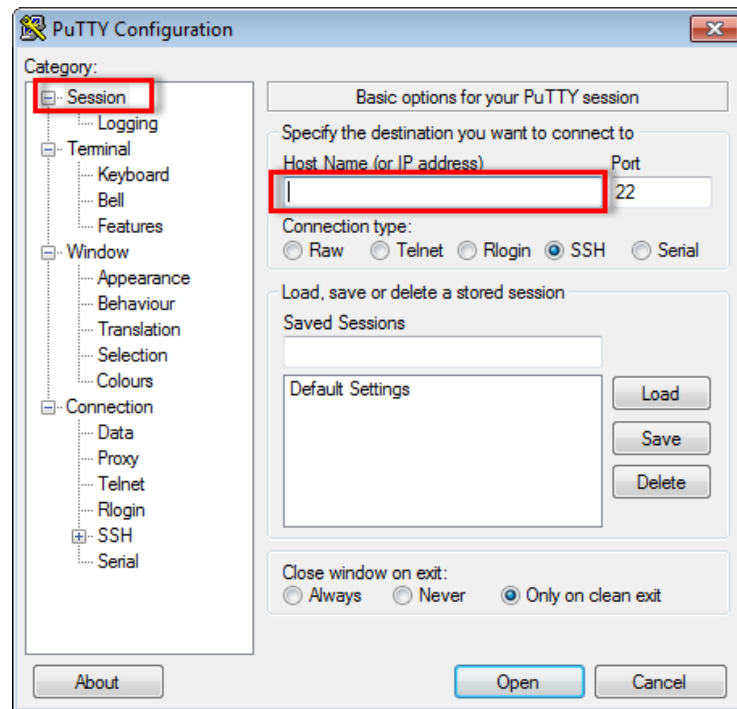 PuTTY Configuration
Category:
Session
Logging
Terminal
Keyboard
Bell
Features
Window
Appearance
Behaviour
Translation
Selection
Colours
Connection
Data
Proxy
Telnet
Rlogin
SSH
Serial
Basic options for your PuTTY session
Specify the destination you want to connect to
Host Name (or IP address) Port
22
Connection type:
Raw Telnet Rlogin SSH Serial
Load, save or delete a stored session
Saved Sessions
Default Settings
Load
Save
Delete
Close window on exit:
Always Never Only on clean exit
About Open Cancel